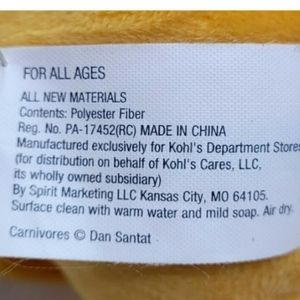 FOR ALL AGES
ALL NEW MATERIALS
Contents: Polyester Fiber
Reg. No. PA-17452(RC) MADE IN CHINA
Manufactured exclusively for Kohl's Department Stores
(for distribution on behalf of Kohl's Cares, LLC,
its wholly owned subsidiary)
By Spirit Marketing LLC Kansas City, MO 64105.
Surface clean with warm water and mild soap. Air dry.
Carnivores © Dan Santat